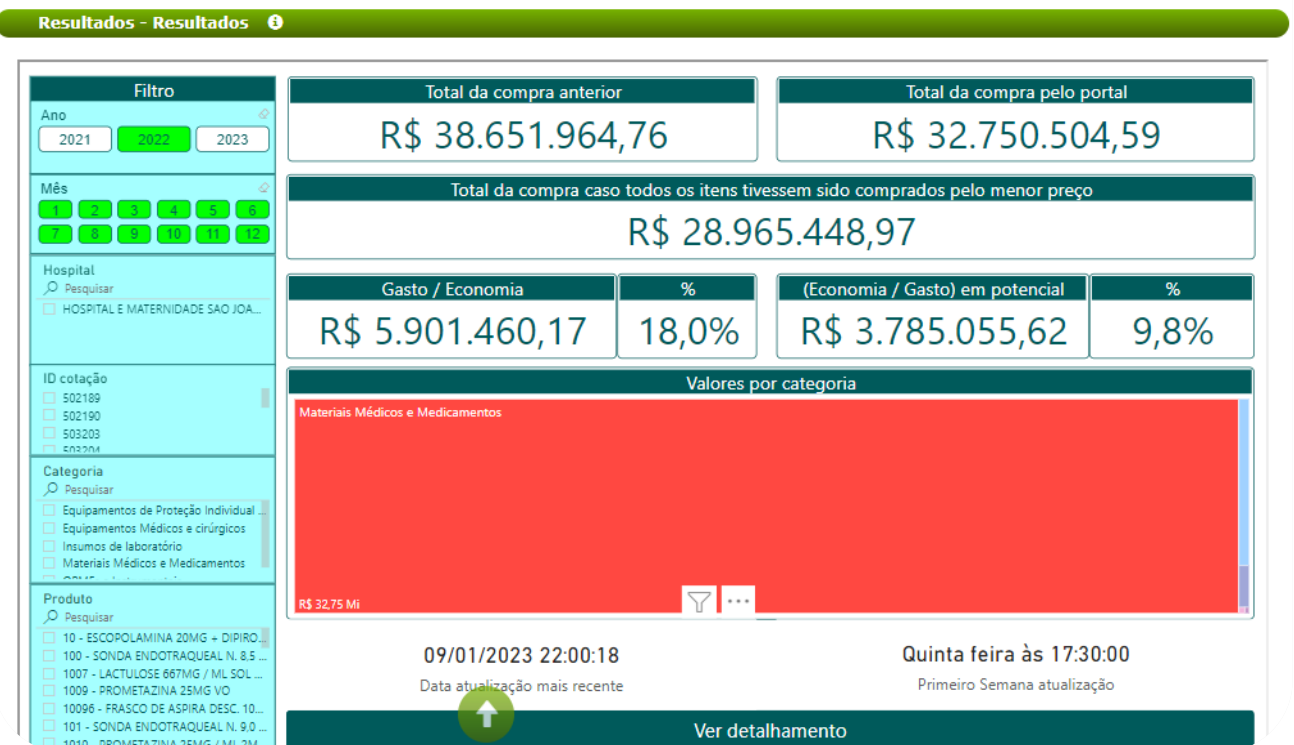 Resultados - Resultados
Filtro
Ano
2021 2022 2023
Mês
1 2 3 4 5 6
7 8 9 10 11 12
Hospital
Pesquisar
HOSPITAL E MATERNIDADE SAO JOA...
ID cotação
502189
502190
503203
503204
Categoria
Pesquisar
Equipamentos de Proteção Individual ...
Equipamentos Médicos e cirúrgicos
Insumos de laboratório
Materiais Médicos e Medicamentos
Produto
Pesquisar
10 - ESCOPOLAMINA 20MG + DIPIRO...
100 - SONDA ENDOTRAQUEAL N. 8,5 ...
1007 - LACTULOSE 667MG / ML SOL ...
1009 - PROMETAZINA 25MG VO
10096 - FRASCO DE ASPIRA DESC. 10...
101 - SONDA ENDOTRAQUEAL N. 9,0 ...
1010 - PROMETAZINA 25MG / ML 2M...
Total da compra anterior
R$ 38.651.964,76
Total da compra pelo portal
R$ 32.750.504,59
Total da compra caso todos os itens tivessem sido comprados pelo menor preço
R$ 28.965.448,97
Gasto / Economia
R$ 5.901.460,17
%
18,0%
(Economia / Gasto) em potencial
R$ 3.785.055,62
%
9,8%
Valores por categoria
Materiais Médicos e Medicamentos
R$ 32,75 Mi
09/01/2023 22:00:18
Data atualização mais recente
Quinta feira às 17:30:00
Primeiro Semana atualização
Ver detalhamento